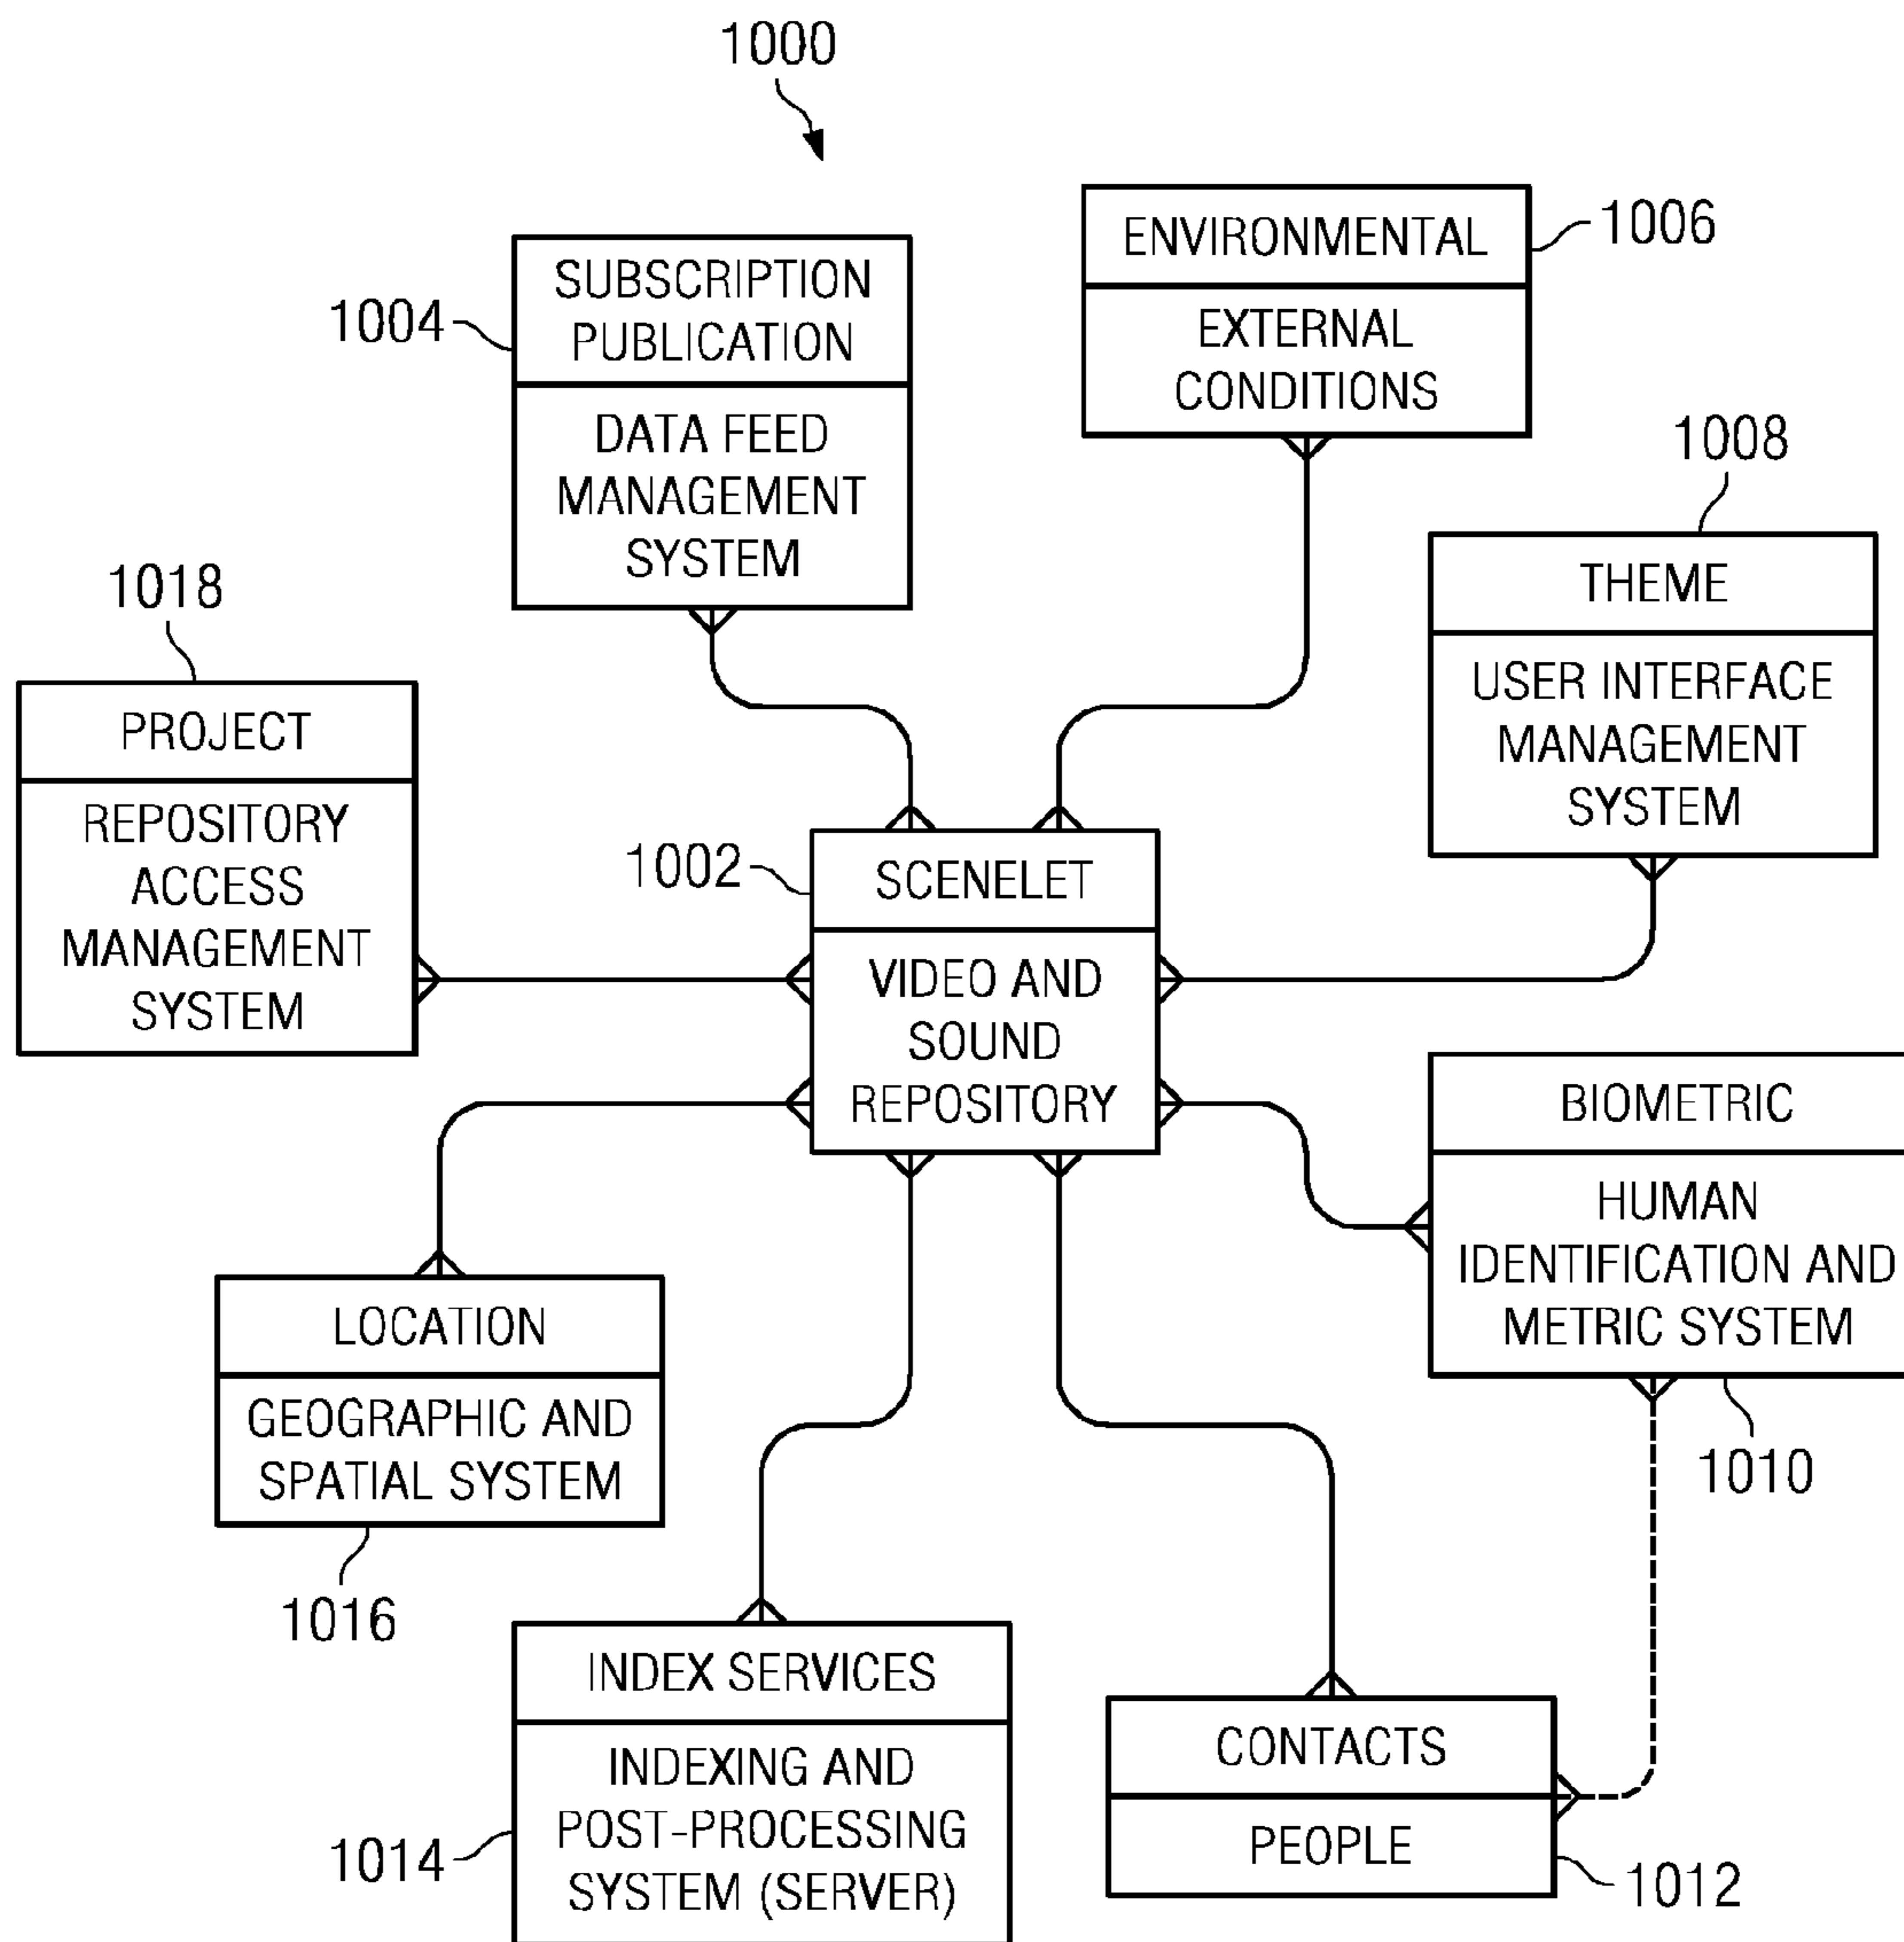 1000
1004
SUBSCRIPTION
PUBLICATION
DATA FEED
MANAGEMENT
SYSTEM
ENVIRONMENTAL
EXTERNAL
CONDITIONS
1006
1008
THEME
USER INTERFACE
MANAGEMENT
SYSTEM
1018
PROJECT
REPOSITORY
ACCESS
MANAGEMENT
SYSTEM
1002
SCENELET
VIDEO AND
SOUND
REPOSITORY
BIOMETRIC
HUMAN
IDENTIFICATION AND
METRIC SYSTEM
1010
LOCATION
GEOGRAPHIC AND
SPATIAL SYSTEM
1016
INDEX SERVICES
INDEXING AND
POST-PROCESSING
SYSTEM (SERVER)
1014
CONTACTS
PEOPLE
1012